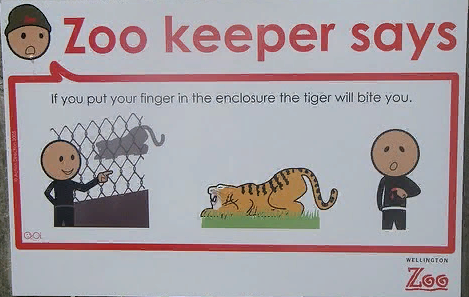 Zoo keeper says
If you put your finger in the enclosure the tiger will bite you.
WELLINGTON
ZOO